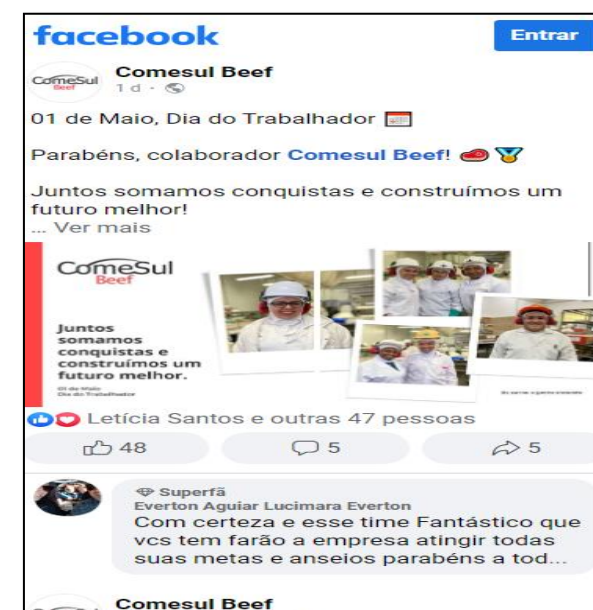 facebook
Entrar
ComeSul
Beef
Comesul Beef
1 d ·
01 de Maio, Dia do Trabalhador
Parabéns, colaborador Comesul Beef!
Juntos somamos conquistas e construímos um
futuro melhor!
... Ver mais
ComeSul
Beef
Juntos
somamos
conquistas e
construímos um
futuro melhor.
01 de Maio
Dia do Trabalhador
Letícia Santos e outras 47 pessoas
48
5
5
Superfã
Everton Aguiar Lucimara Everton
Com certeza e esse time Fantástico que
vcs tem farão a empresa atingir todas
suas metas e anseios parabéns a tod...
Comesul Beef